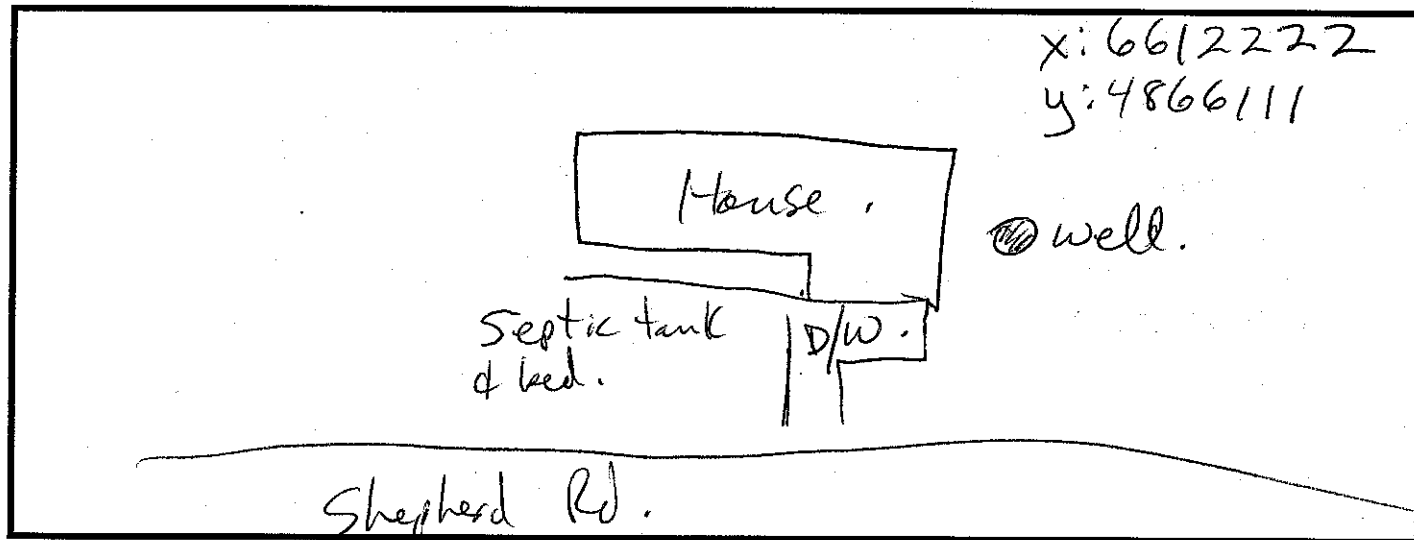 x: 6612222
y: 4866111
House.
well.
Septic tank
& bed.
D/W.
Shepherd Rd.